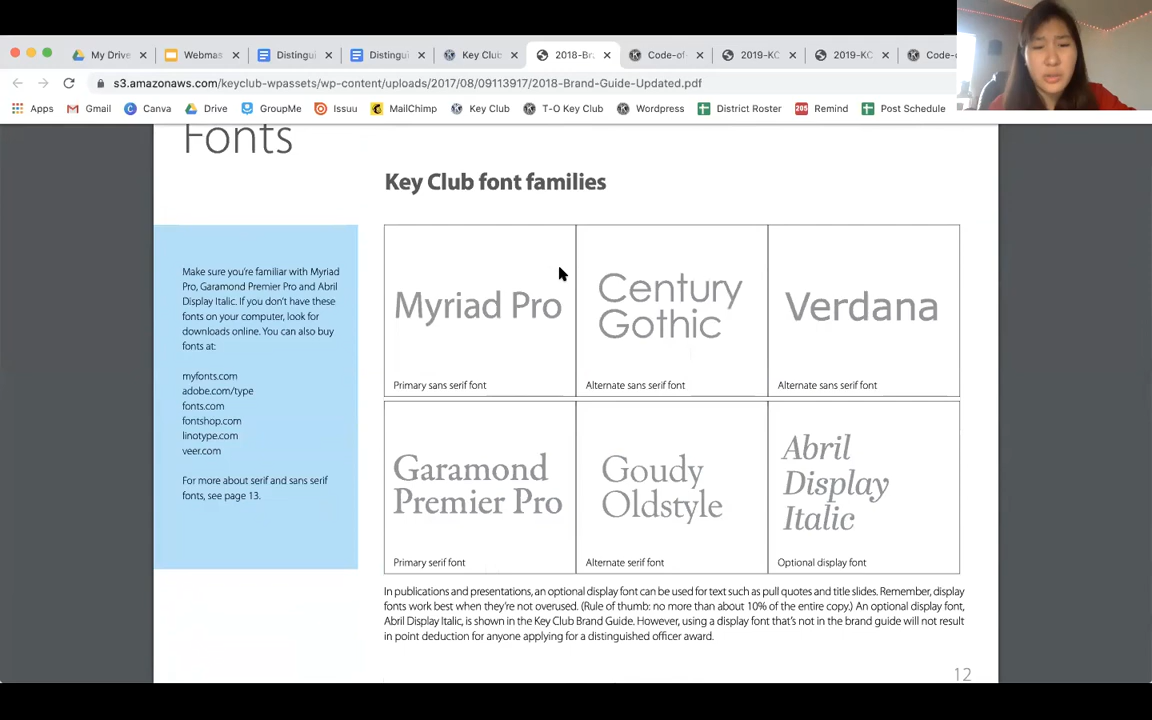 My Drive
Webmas
Distingui
Distingui
Key Club
2018-Bra
Code-of-
2019-KC
2019-KC
Code-
s3.amazonaws.com/keyclub-wpassets/wp-content/uploads/2017/08/09113917/2018-Brand-Guide-Updated.pdf
Apps
Gmail
Canva
Drive
GroupMe
Issuu
MailChimp
Key Club
T-O Key Club
Wordpress
District Roster
205
Remind
Post Schedule
Fonts
Key Club font families
Make sure you're familiar with Myriad
Pro, Garamond Premier Pro and Abril
Display Italic. If you don't have these
fonts on your computer, look for
downloads online. You can also buy
fonts at:
myfonts.com
adobe.com/type
fonts.com
fontshop.com
linotype.com
veer.com
For more about serif and sans serif
fonts, see page 13.
Myriad Pro
Primary sans serif font
Century
Gothic
Alternate sans serif font
Verdana
Alternate sans serif font
Garamond
Premier Pro
Primary serif font
Goudy
Oldstyle
Alternate serif font
Abril
Display
Italic
Optional display font
In publications and presentations, an optional display font can be used for text such as pull quotes and title slides. Remember, display
fonts work best when they're not overused. (Rule of thumb: no more than about 10% of the entire copy.) An optional display font,
Abril Display Italic, is shown in the Key Club Brand Guide. However, using a display font that's not in the brand guide will not result
in point deduction for anyone applying for a distinguished officer award.
12